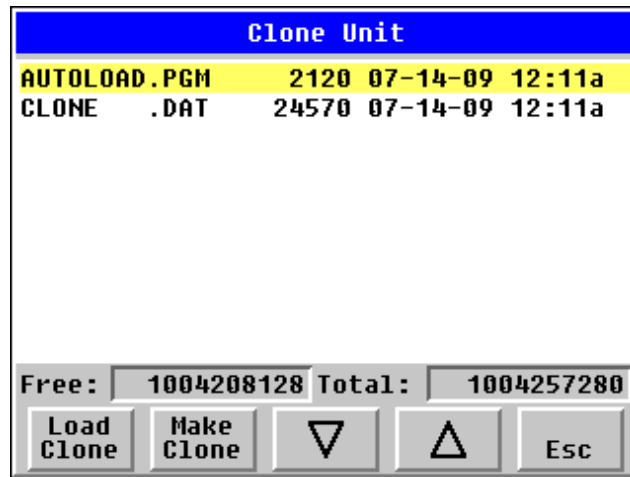 Clone Unit
AUTOLOAD.PGM 2120 07-14-09 12:11a
CLONE .DAT 24570 07-14-09 12:11a
Free: 1004208128 Total: 1004257280
Load Clone Make Clone Esc